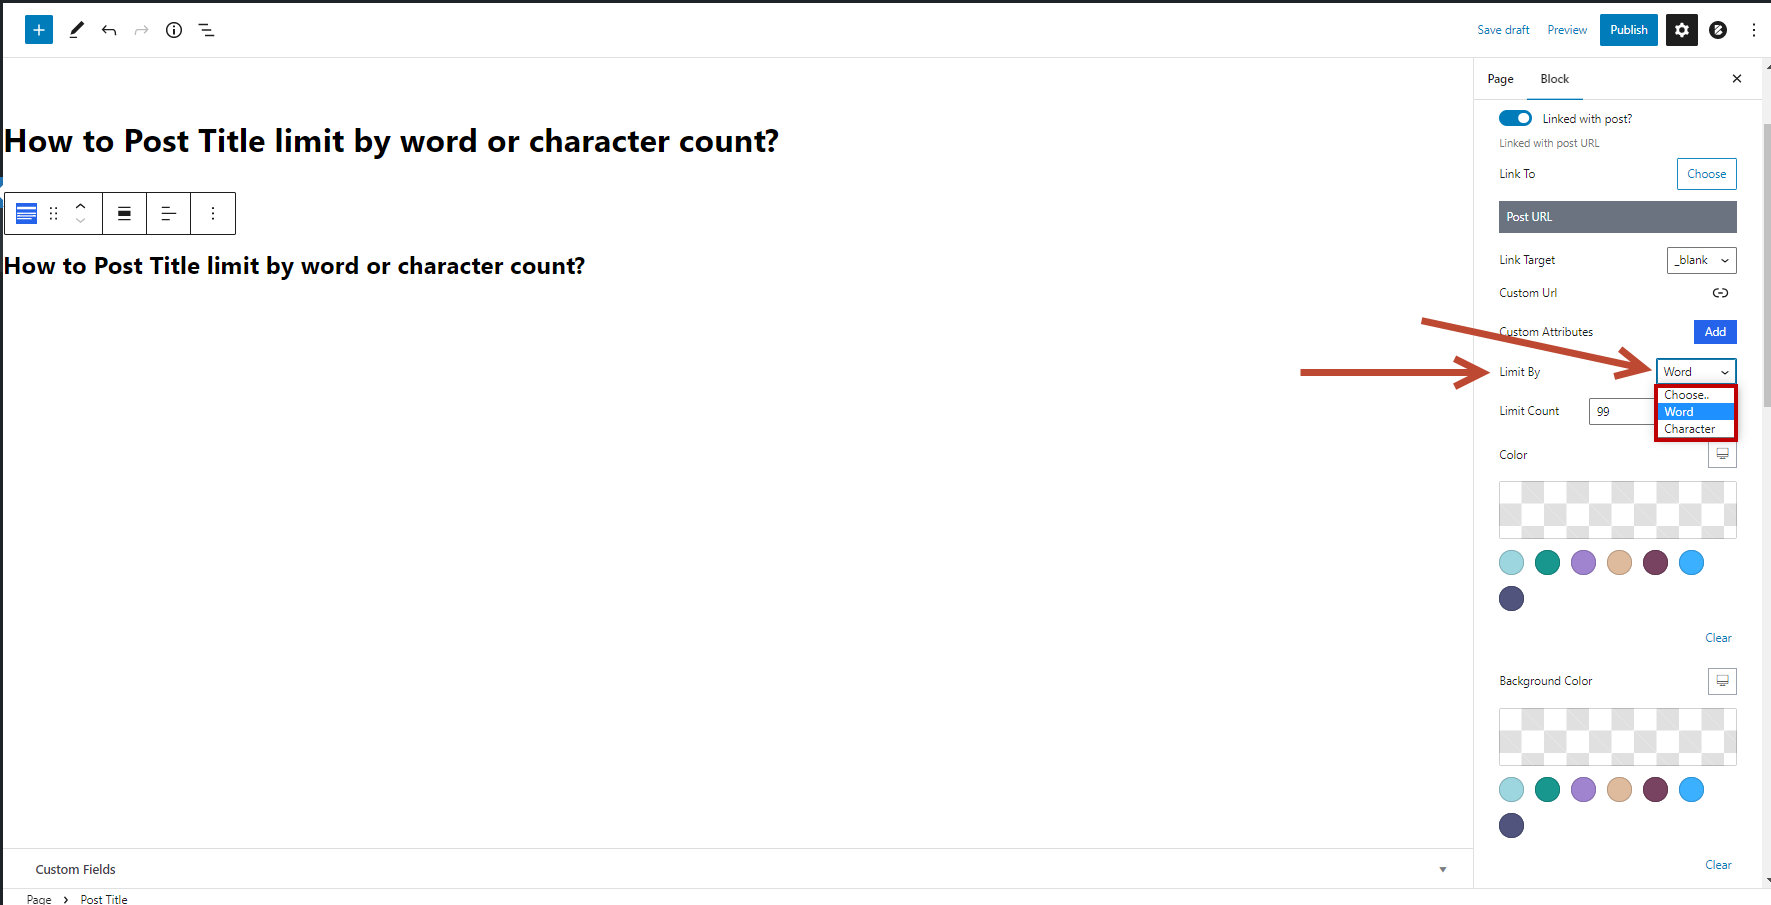 Save draft Preview Publish
Page Block
Linked with post?
Linked with post URL
Link To Choose
Post URL
Link Target _blank
Custom Url
Custom Attributes Add
Limit By Word
Choose..
Word
Character
Limit Count 99
Color
Clear
Background Color
Clear
How to Post Title limit by word or character count?
How to Post Title limit by word or character count?
Custom Fields
Page Post Title